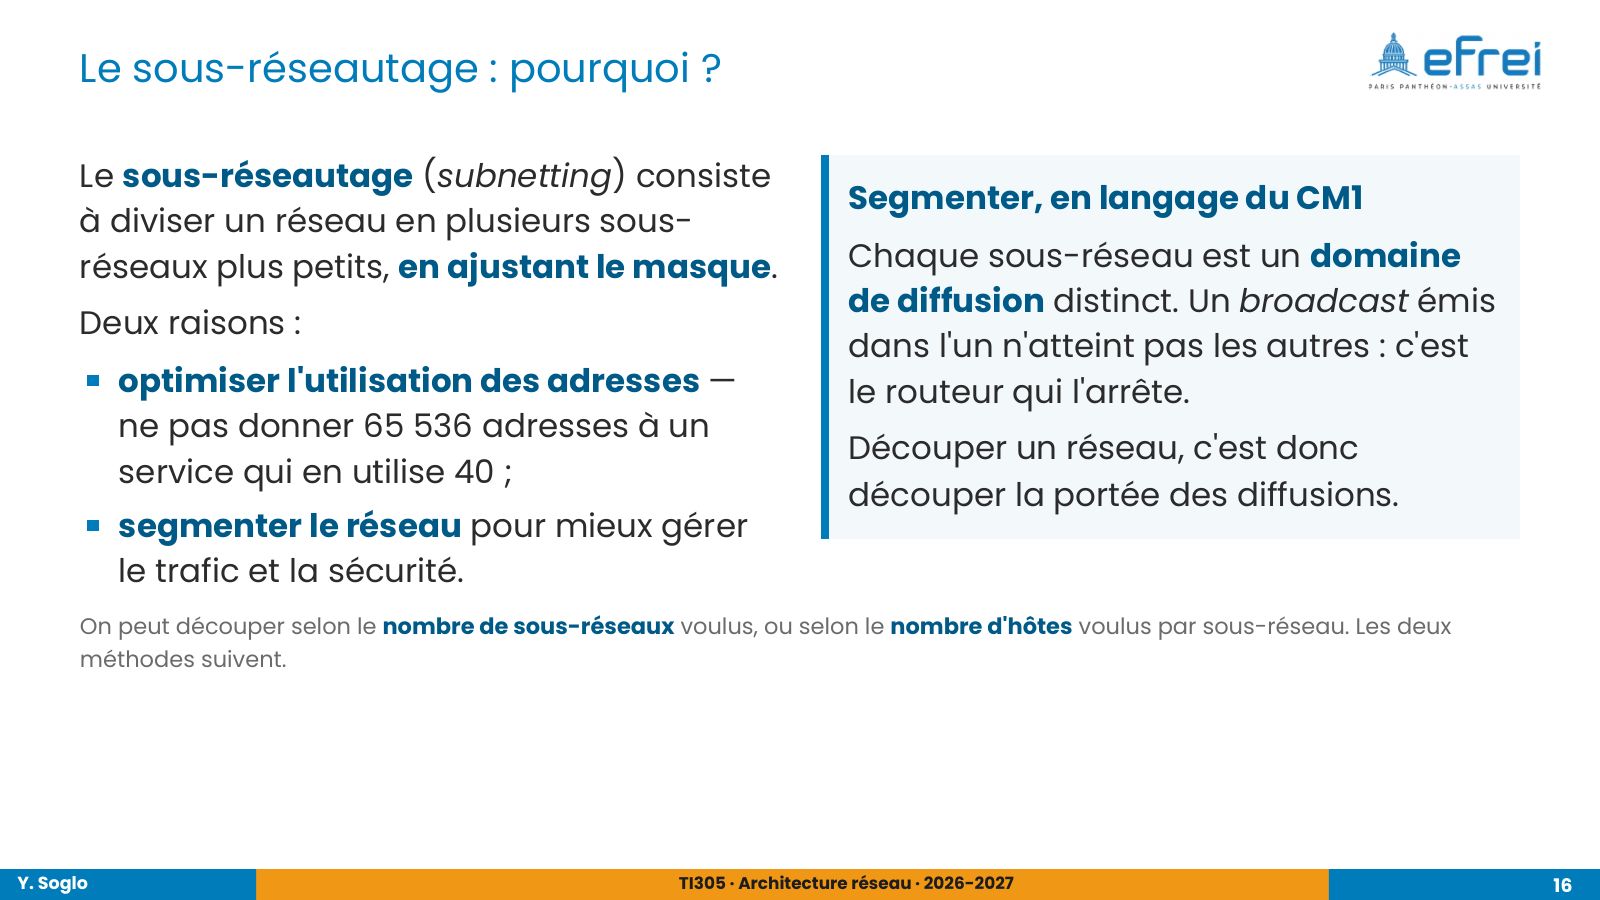 Le sous-réseautage : pourquoi ?
efrei
PARIS PANTHÉON-ASSAS UNIVERSITÉ
Le sous-réseautage (subnetting) consiste
à diviser un réseau en plusieurs sous-
réseaux plus petits, en ajustant le masque.
Deux raisons :
optimiser l'utilisation des adresses —
ne pas donner 65 536 adresses à un
service qui en utilise 40 ;
segmenter le réseau pour mieux gérer
le trafic et la sécurité.
Segmenter, en langage du CM1
Chaque sous-réseau est un domaine
de diffusion distinct. Un broadcast émis
dans l'un n'atteint pas les autres : c'est
le routeur qui l'arrête.
Découper un réseau, c'est donc
découper la portée des diffusions.
On peut découper selon le nombre de sous-réseaux voulus, ou selon le nombre d'hôtes voulus par sous-réseau. Les deux
méthodes suivent.
Y. Soglo
TI305 · Architecture réseau · 2026-2027
16